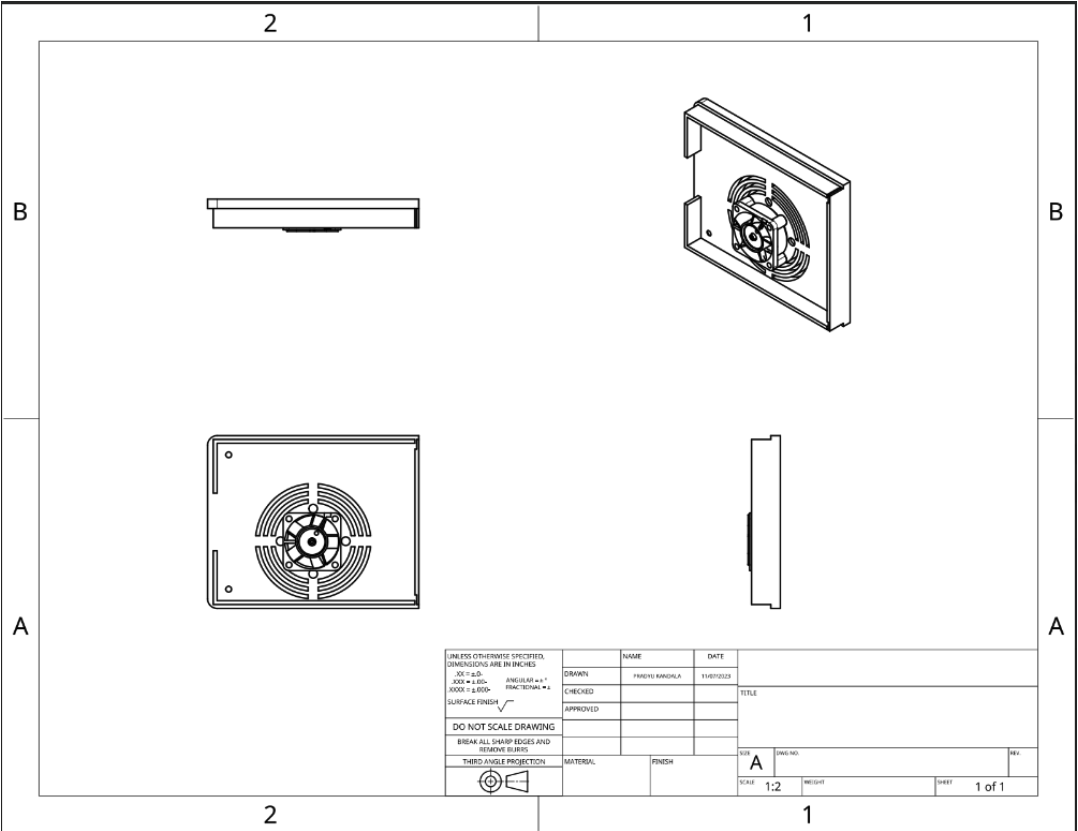 2 1
B B
A A
UNLESS OTHERWISE SPECIFIED,
DIMENSIONS ARE IN INCHES
.XX = ±.0-
.XXX = ±.00-
.XXXX = ±.000-
ANGULAR = ± °
FRACTIONAL = ±
SURFACE FINISH
DO NOT SCALE DRAWING
BREAK ALL SHARP EDGES AND
REMOVE BURRS
THIRD ANGLE PROJECTION
NAME DATE
DRAWN KANDALA 11/07/2023
CHECKED
APPROVED
MATERIAL FINISH
TITLE
SIZE
A
DWG NO.
REV.
SCALE 1:2 WEIGHT SHEET 1 of 1
2 1